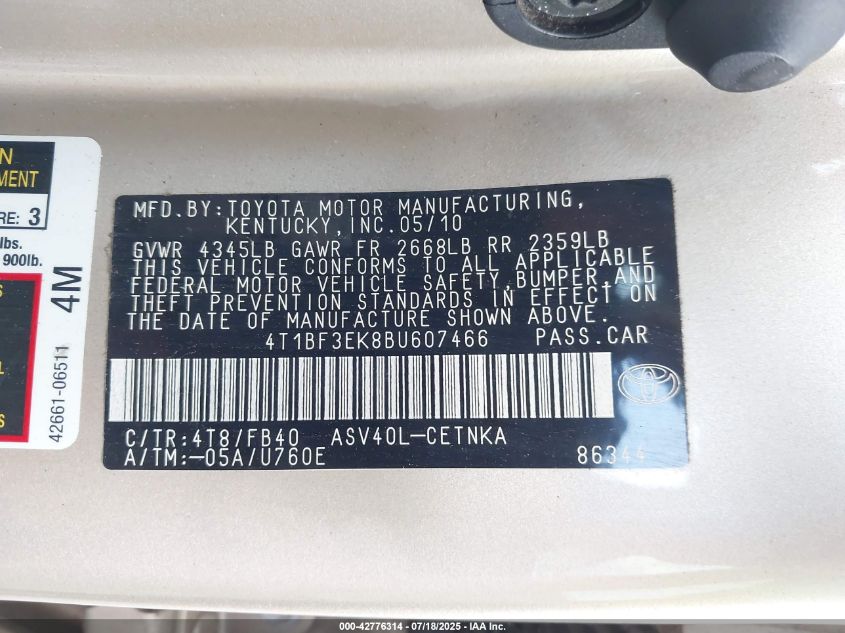 N
MENT
RE: 3
lbs.
900lb.
S
L
S
4M
42661-06511
MFD.BY:TOYOTA MOTOR MANUFACTURING,
KENTUCKY,INC.05/10
GVWR 4345LB GAWR FR 2668LB RR 2359LB
THIS VEHICLE CONFORMS TO ALL APPLICABLE
FEDERAL MOTOR VEHICLE SAFETY,BUMPER,AND
THEFT PREVENTION STANDARDS IN EFFECT ON
THE DATE OF MANUFACTURE SHOWN ABOVE.
4T1BF3EK8BU607466 PASS.CAR
C/TR:4T8/FB40 ASV40L-CETNKA
A/TM:-05A/U760E 86344
000-42776314 - 07/18/2025 - IAA Inc.